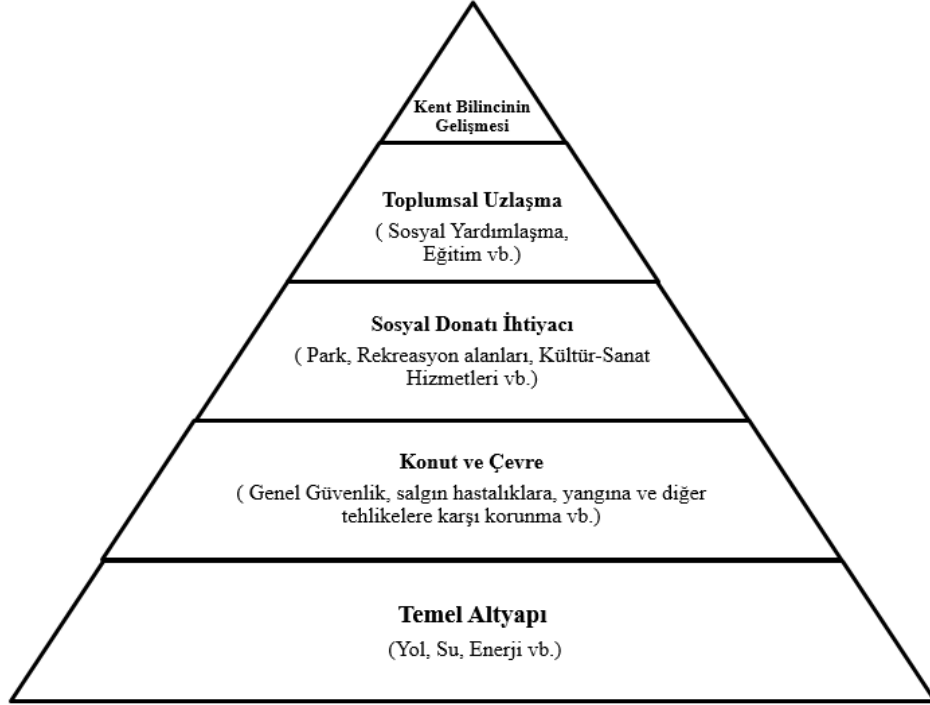 Kent Bilincinin
Gelişmesi
Toplumsal Uzlaşma
( Sosyal Yardımlaşma,
Eğitim vb.)
Sosyal Donatı İhtiyacı
( Park, Rekreasyon alanları, Kültür-Sanat
Hizmetleri vb.)
Konut ve Çevre
( Genel Güvenlik, salgın hastalıklara, yangına ve diğer
tehlikelere karşı korunma vb.)
Temel Altyapı
(Yol, Su, Enerji vb.)